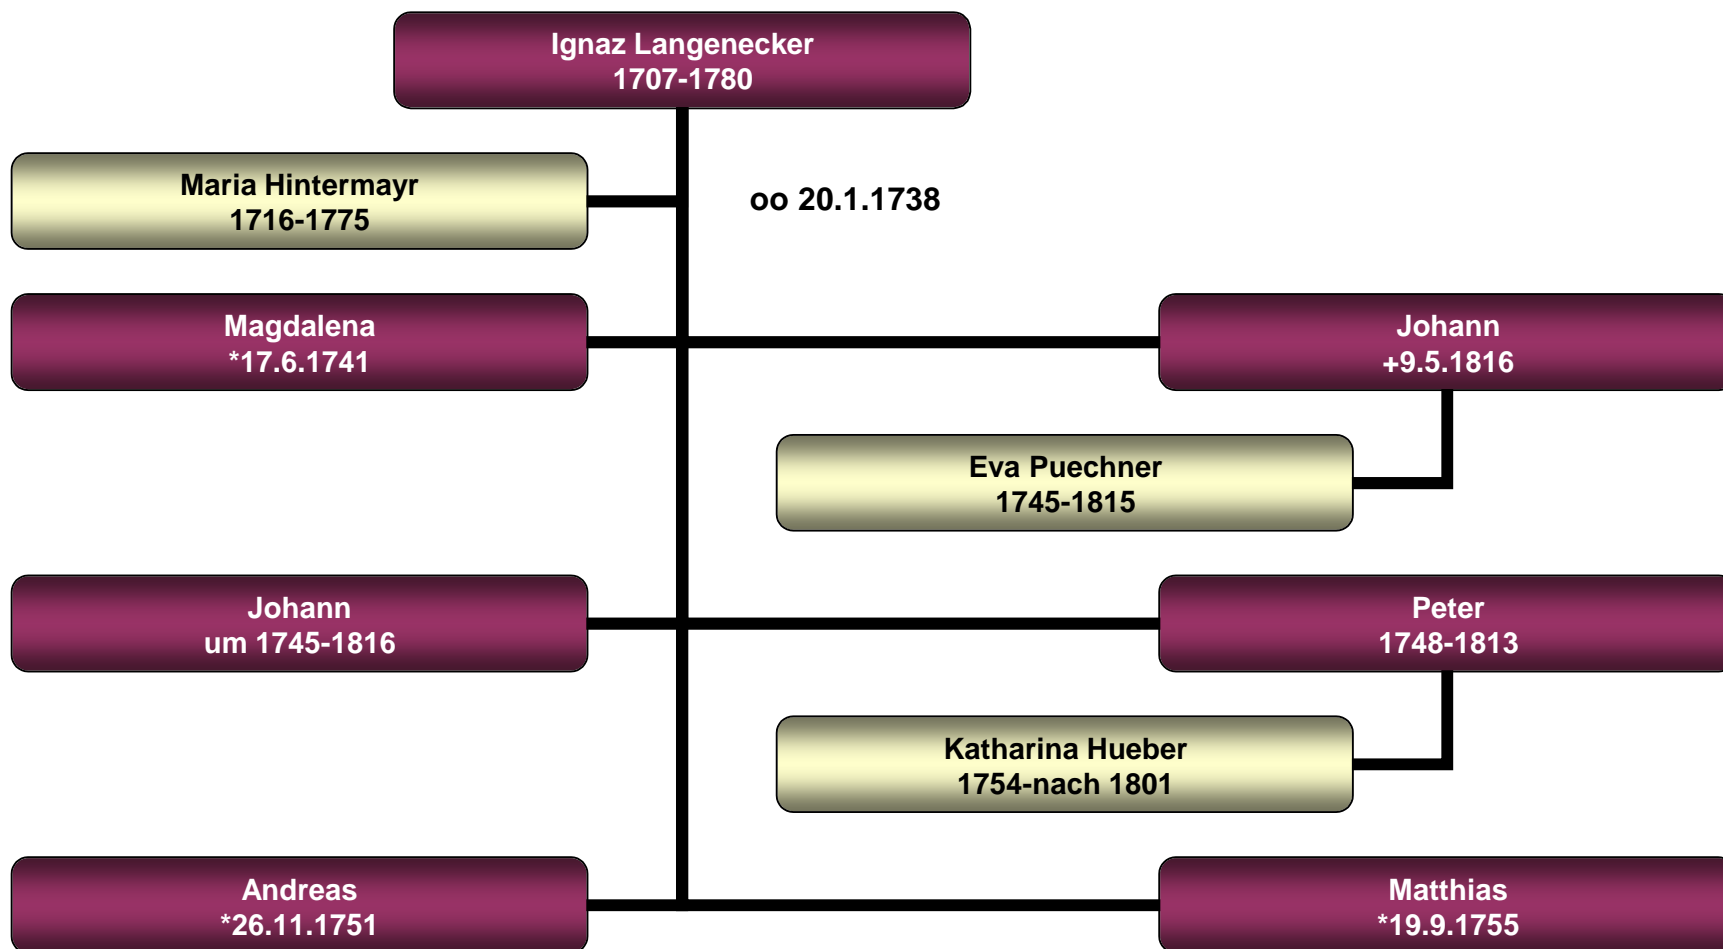 Ignaz Langenecker
1707-1780
Maria Hintermayr
1716-1775
oo 20.1.1738
Magdalena
*17.6.1741
Johann
+9.5.1816
Eva Puechner
1745-1815
Johann
um 1745-1816
Peter
1748-1813
Katharina Hueber
1754-nach 1801
Andreas
*26.11.1751
Matthias
*19.9.1755